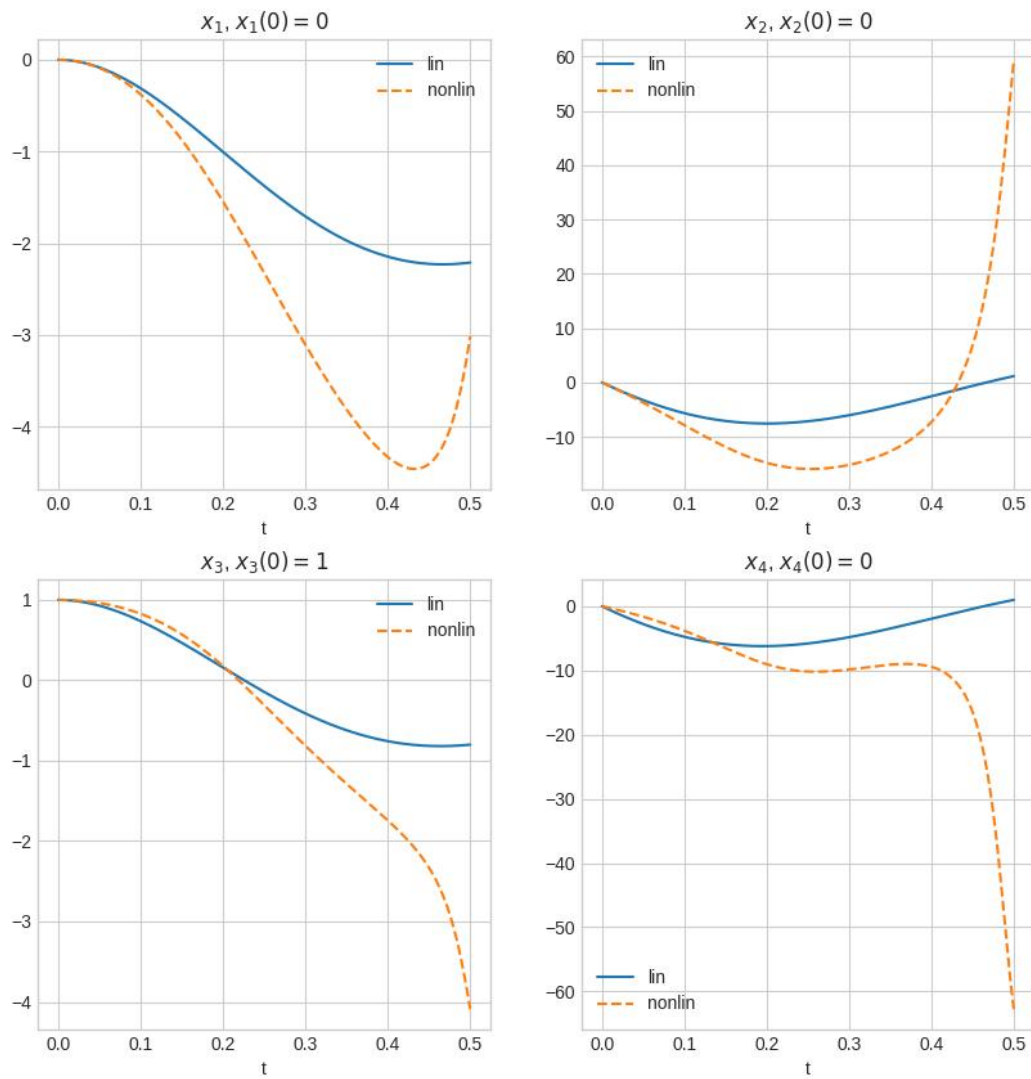 x₁, x₁(0) = 0
lin
nonlin
0
−1
−2
−3
−4
0.0 0.1 0.2 0.3 0.4 0.5
t
x₂, x₂(0) = 0
lin
nonlin
60
50
40
30
20
10
0
−10
0.0 0.1 0.2 0.3 0.4 0.5
t
x₃, x₃(0) = 1
lin
nonlin
1
0
−1
−2
−3
−4
0.0 0.1 0.2 0.3 0.4 0.5
t
x₄, x₄(0) = 0
0
−10
−20
−30
−40
−50
−60
lin
nonlin
0.0 0.1 0.2 0.3 0.4 0.5
t